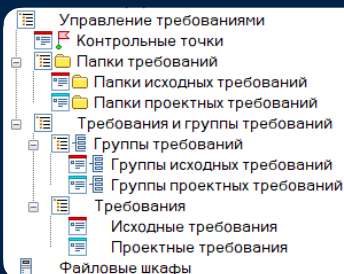 Управление требованиями
Контрольные точки
Папки требований
Папки исходных требований
Папки проектных требований
Требования и группы требований
Группы требований
Группы исходных требований
Группы проектных требований
Требования
Исходные требования
Проектные требования
Файловые шкафы